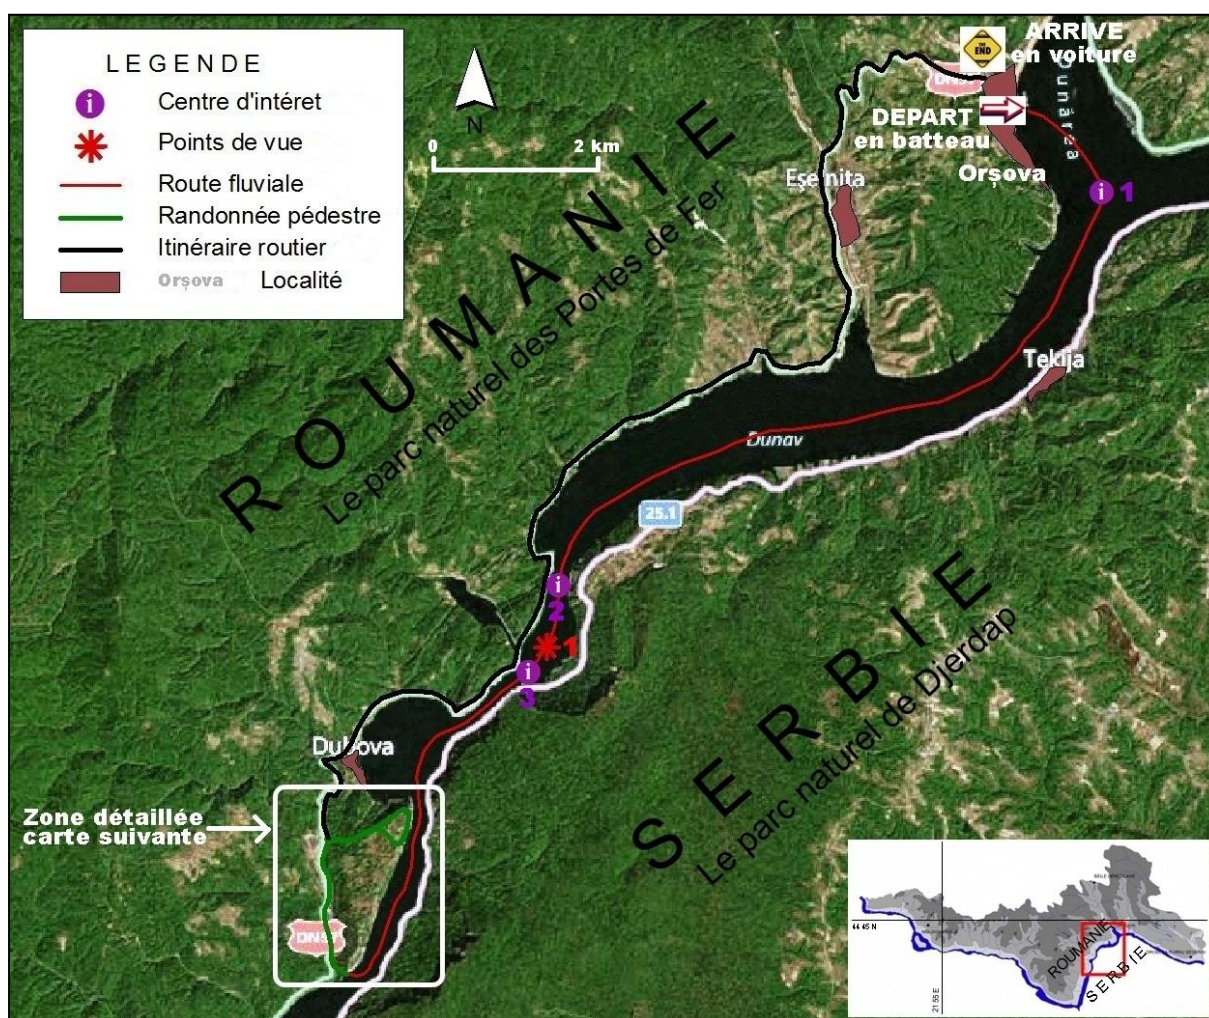 LEGENDE
Centre d'intéret
Points de vue
Route fluviale
Randonnée pédestre
Itinéraire routier
Orșova Localité
N
0 2 km
THE END
ARRIVE
en voiture
DEPART
en batteau
Orșova
Dunărea
1
Tekija
Dunav
25.1
ROUMANIE
Le parc naturel des Portes de Fer
2
1
3
SERBIE
Le parc naturel de Djerdap
Dubova
Zone détaillée
carte suivante
44 45 N
21 55 E
ROUMANIE
SERBIE